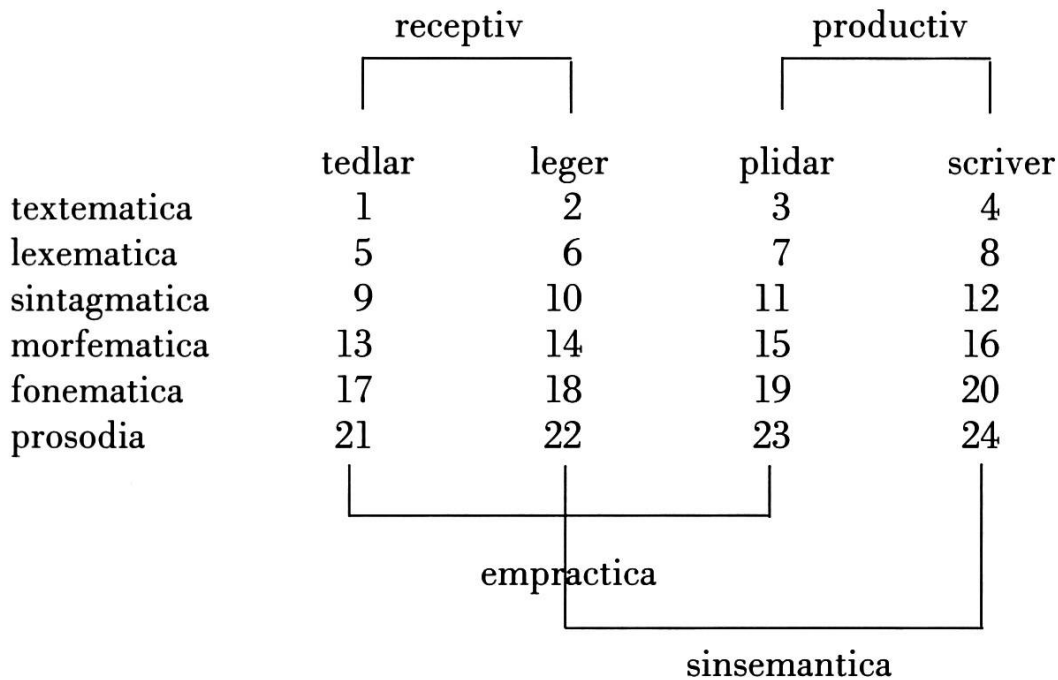 receptiv productiv
tedlar leger plidar scriver
textematica 1 2 3 4
lexematica 5 6 7 8
sintagmatica 9 10 11 12
morfematica 13 14 15 16
fonematica 17 18 19 20
prosodia 21 22 23 24
empractica
sinsemantica